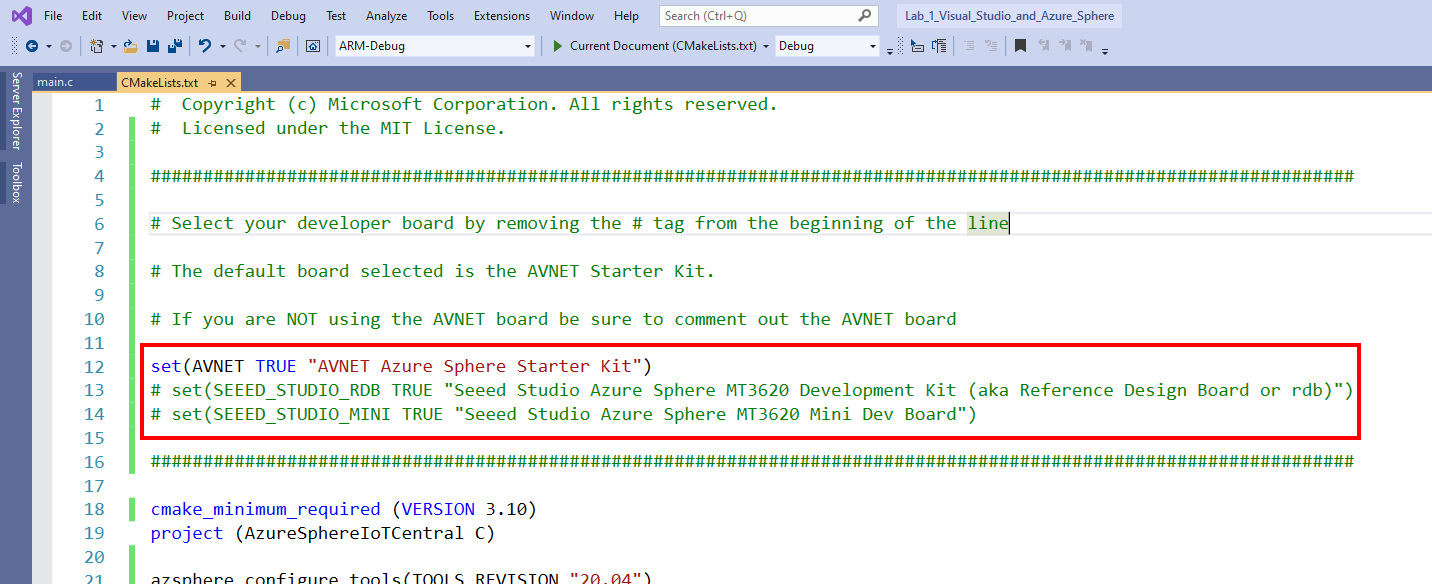 File Edit View Project Build Debug Test Analyze Tools Extensions Window Help Search (Ctrl+Q) Lab_1_Visual_Studio_and_Azure_Sphere
ARM-Debug Current Document (CMakeLists.txt) Debug
Server Explorer
Toolbox
main.c CMakeLists.txt
1 # Copyright (c) Microsoft Corporation. All rights reserved.
2 # Licensed under the MIT License.
3
4 ####################################################################################################################
5
6 # Select your developer board by removing the # tag from the beginning of the line
7
8 # The default board selected is the AVNET Starter Kit.
9
10 # If you are NOT using the AVNET board be sure to comment out the AVNET board
11
12 set(AVNET TRUE "AVNET Azure Sphere Starter Kit")
13 # set(SEEED_STUDIO_RDB TRUE "Seeed Studio Azure Sphere MT3620 Development Kit (aka Reference Design Board or rdb)")
14 # set(SEEED_STUDIO_MINI TRUE "Seeed Studio Azure Sphere MT3620 Mini Dev Board")
15
16 ####################################################################################################################
17
18 cmake_minimum_required (VERSION 3.10)
19 project (AzureSphereIoTCentral C)
20
21 azsphere_configure_tools(TOOLS_REVISION "20.04")